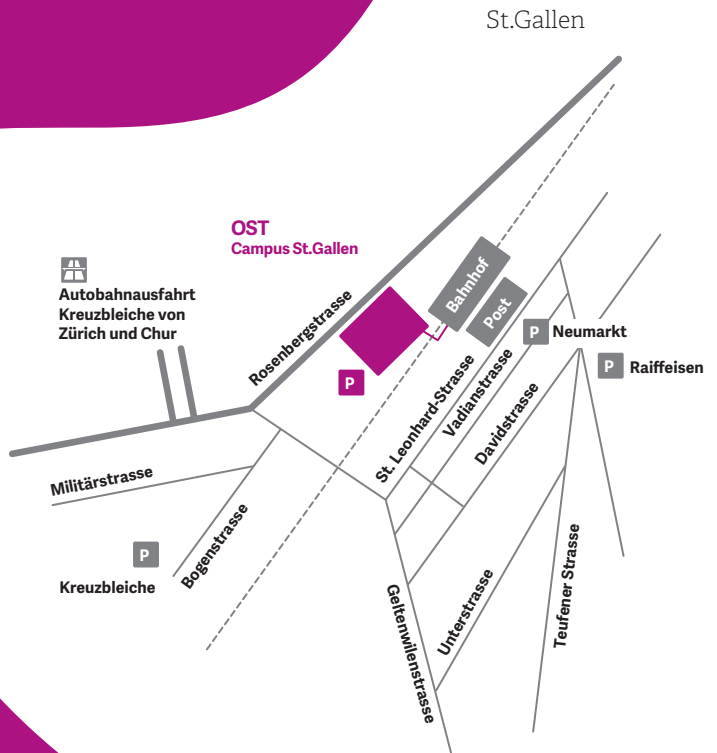 St.Gallen
OST
Campus St.Gallen
Autobahnausfahrt
Kreuzbleiche von
Zürich und Chur
Rosenbergstrasse
Bahnhof
Post
P Neumarkt
P Raiffeisen
P
St. Leonhard-Strasse
Vadianstrasse
Davidstrasse
Militärstrasse
Bogenstrasse
P
Kreuzbleiche
Geltenwilenstrasse
Unterstrasse
Teufener Strasse